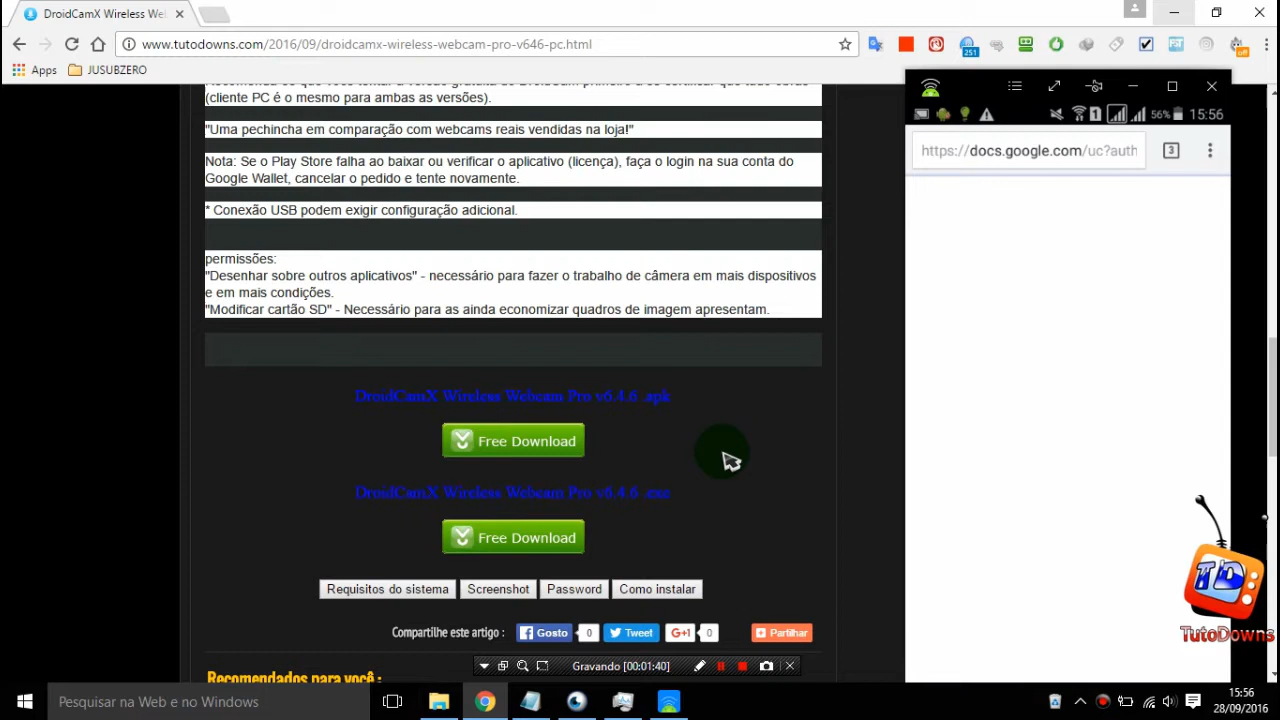 DroidCamX Wireless We
www.tutodowns.com/2016/09/droidcamx-wireless-webcam-pro-v646-pc.html
251
off
Apps
JUSUBZERO
(cliente PC é o mesmo para ambas as versões).
"Uma pechincha em comparação com webcams reais vendidas na loja!"
Nota: Se o Play Store falha ao baixar ou verificar o aplicativo (licença), faça o login na sua conta do
Google Wallet, cancelar o pedido e tente novamente.
* Conexão USB podem exigir configuração adicional.
permissões:
"Desenhar sobre outros aplicativos" - necessário para fazer o trabalho de câmera em mais dispositivos
e em mais condições.
"Modificar cartão SD" - Necessário para as ainda economizar quadros de imagem apresentam.
DroidCamX Wireless Webcam Pro v6.4.6 .apk
Free Download
DroidCamX Wireless Webcam Pro v6.4.6 .exe
Free Download
Requisitos do sistema
Screenshot
Password
Como instalar
Compartilhe este artigo :
Gosto
0
Tweet
G+1
0
Partilhar
Gravando [00:01:40]
Recomendados para você :
1
56%
15:56
https://docs.google.com/uc?auth
3
TD
TutoDowns
Pesquisar na Web e no Windows
15:56
28/09/2016